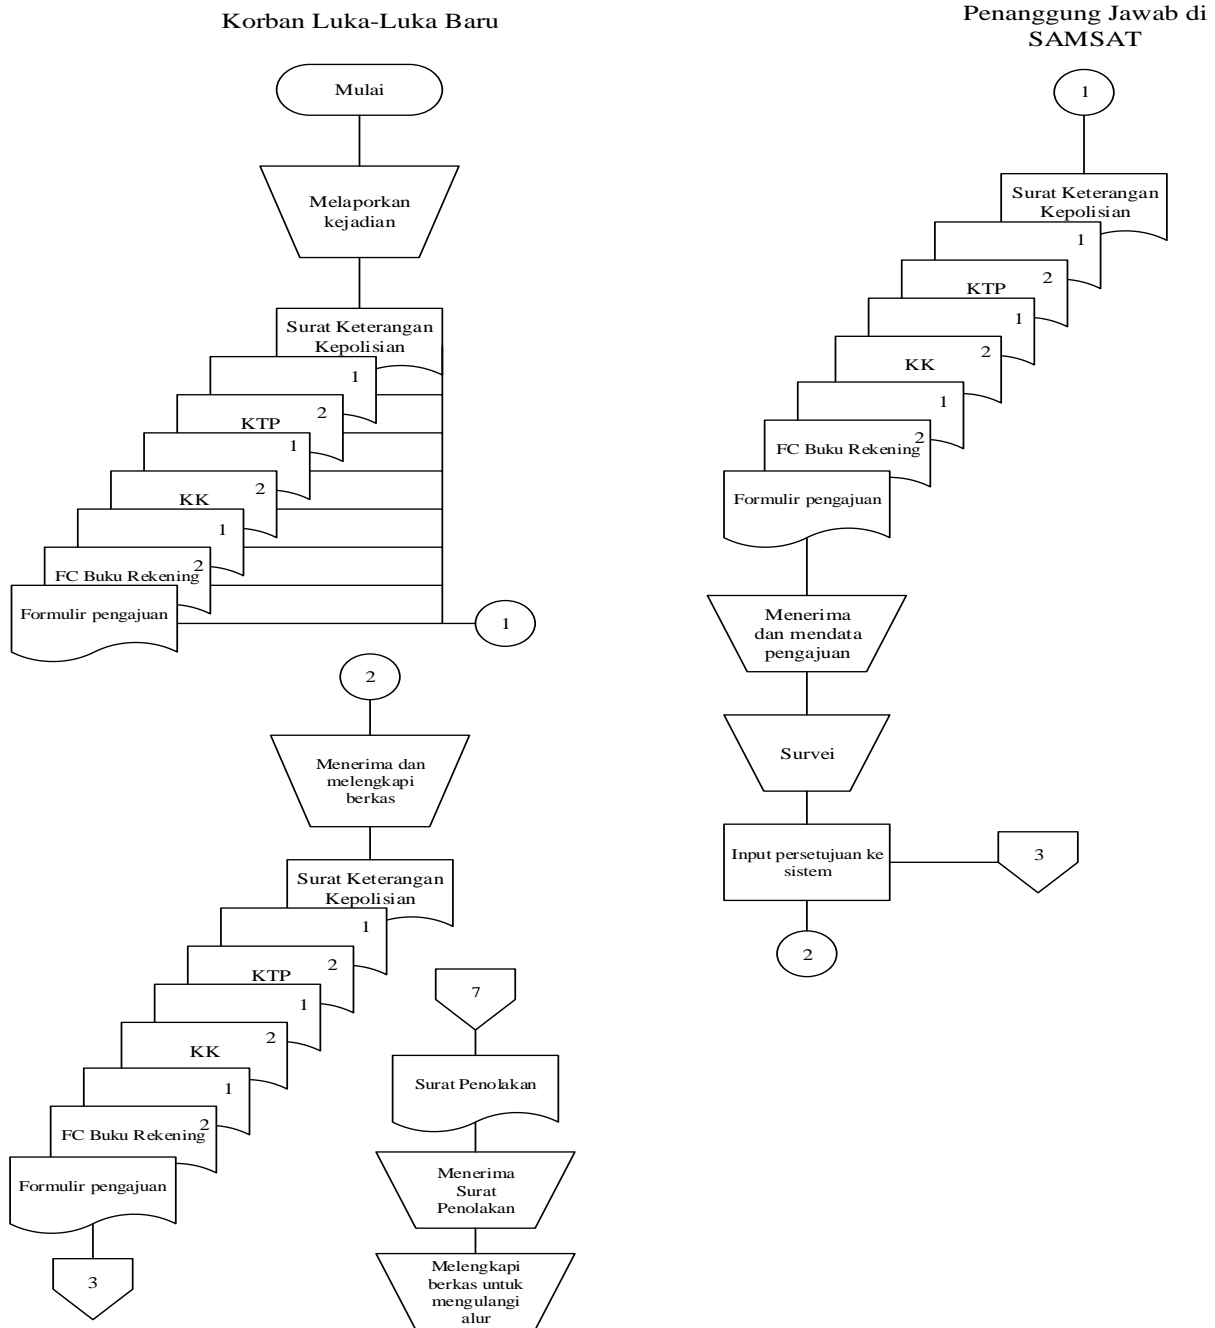 Korban Luka-Luka Baru
Mulai
Melaporkan
kejadian
Surat Keterangan
Kepolisian
1
2
KTP
1
2
KK
1
2
FC Buku Rekening
Formulir pengajuan
1
2
Menerima dan
melengkapi
berkas
Surat Keterangan
Kepolisian
1
2
KTP
1
2
KK
1
2
FC Buku Rekening
Formulir pengajuan
3
7
Surat Penolakan
Menerima
Surat
Penolakan
Melengkapi
berkas untuk
mengulangi
alur
Penanggung Jawab di
SAMSAT
1
Surat Keterangan
Kepolisian
1
2
KTP
1
2
KK
1
2
FC Buku Rekening
Formulir pengajuan
Menerima
dan mendata
pengajuan
Survei
Input persetujuan ke
sistem
3
2